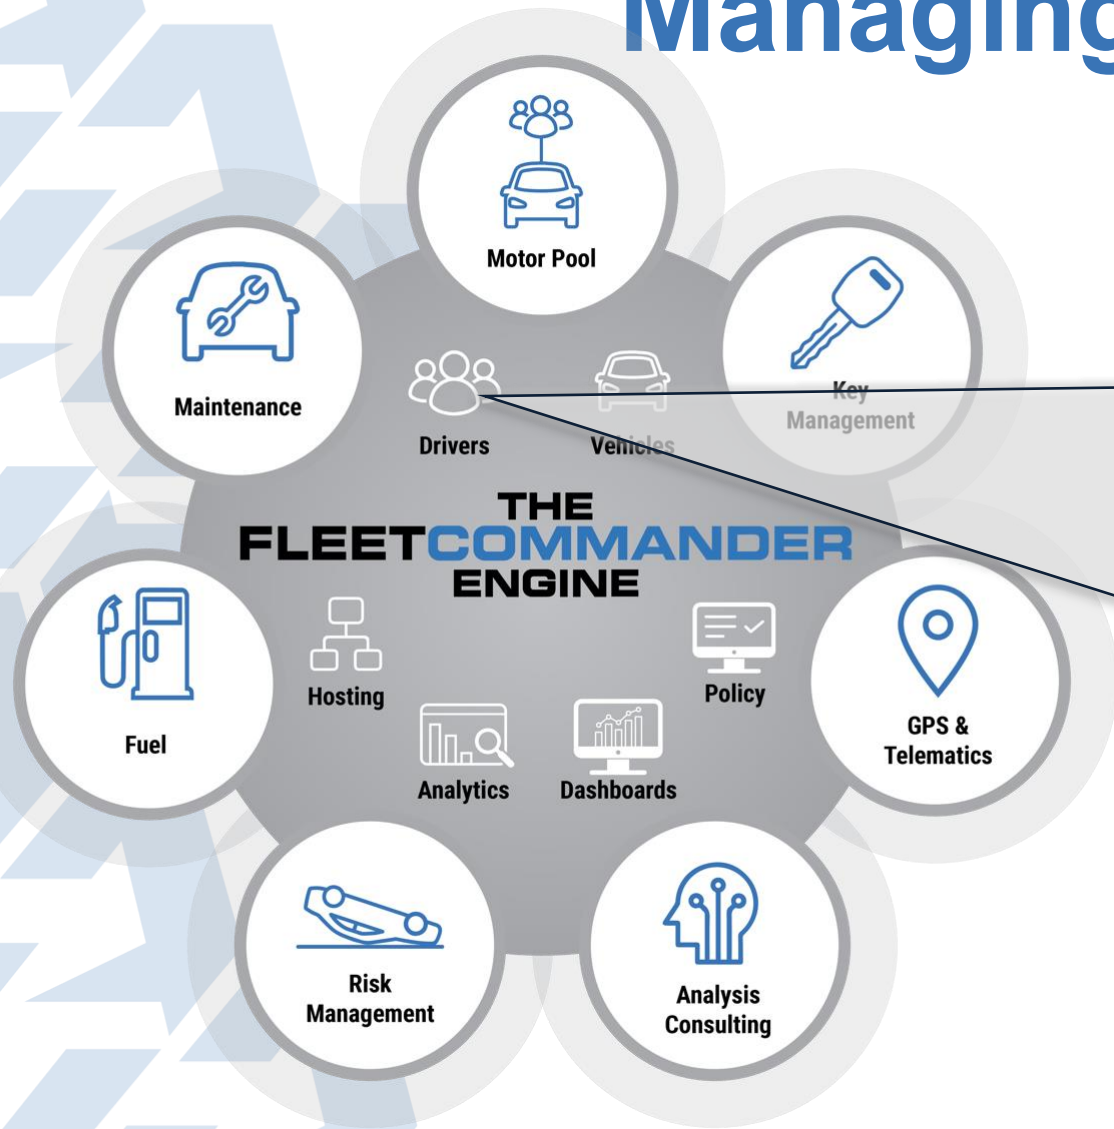 Managing
Motor Pool
Maintenance
Key
Management
Drivers
Vehicles
THE
FLEETCOMMANDER
ENGINE
Fuel
Hosting
Policy
GPS &
Telematics
Analytics
Dashboards
Risk
Management
Analysis
Consulting